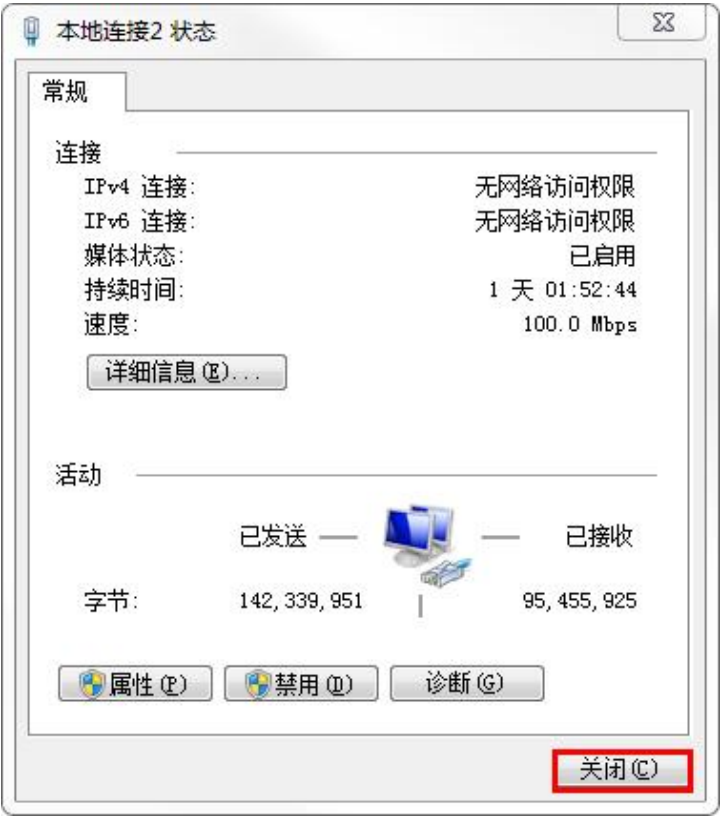 本地连接2 状态
常规
连接
IPv4 连接: 无网络访问权限
IPv6 连接: 无网络访问权限
媒体状态: 已启用
持续时间: 1 天 01:52:44
速度: 100.0 Mbps
详细信息(E)...
活动
已发送 已接收
字节: 142,339,951 95,455,925
属性(P) 禁用(D) 诊断(G)
关闭(C)